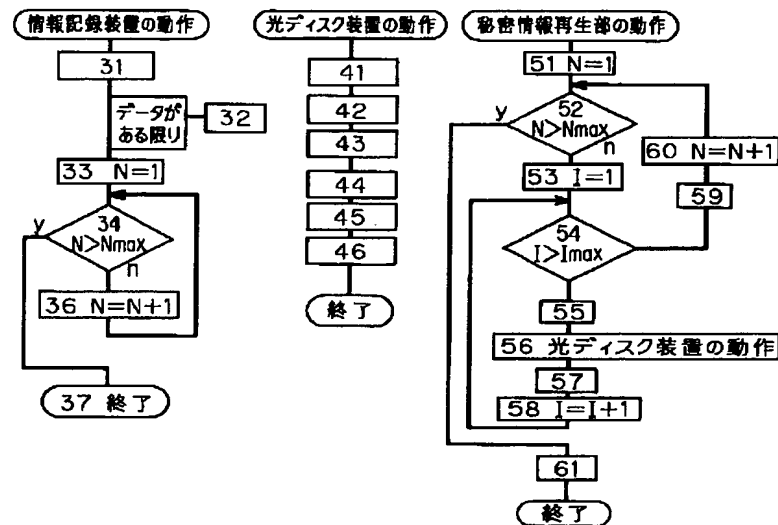 情報記録装置の動作
31
データが
ある限り
32
33 N=1
34
N>Nmax
y
n
36 N=N+1
37 終了
光ディスク装置の動作
41
42
43
44
45
46
終了
秘密情報再生部の動作
51 N=1
52
N>Nmax
y
n
60 N=N+1
53 I=1
59
54
I>Imax
55
56 光ディスク装置の動作
57
58 I=I+1
61
終了